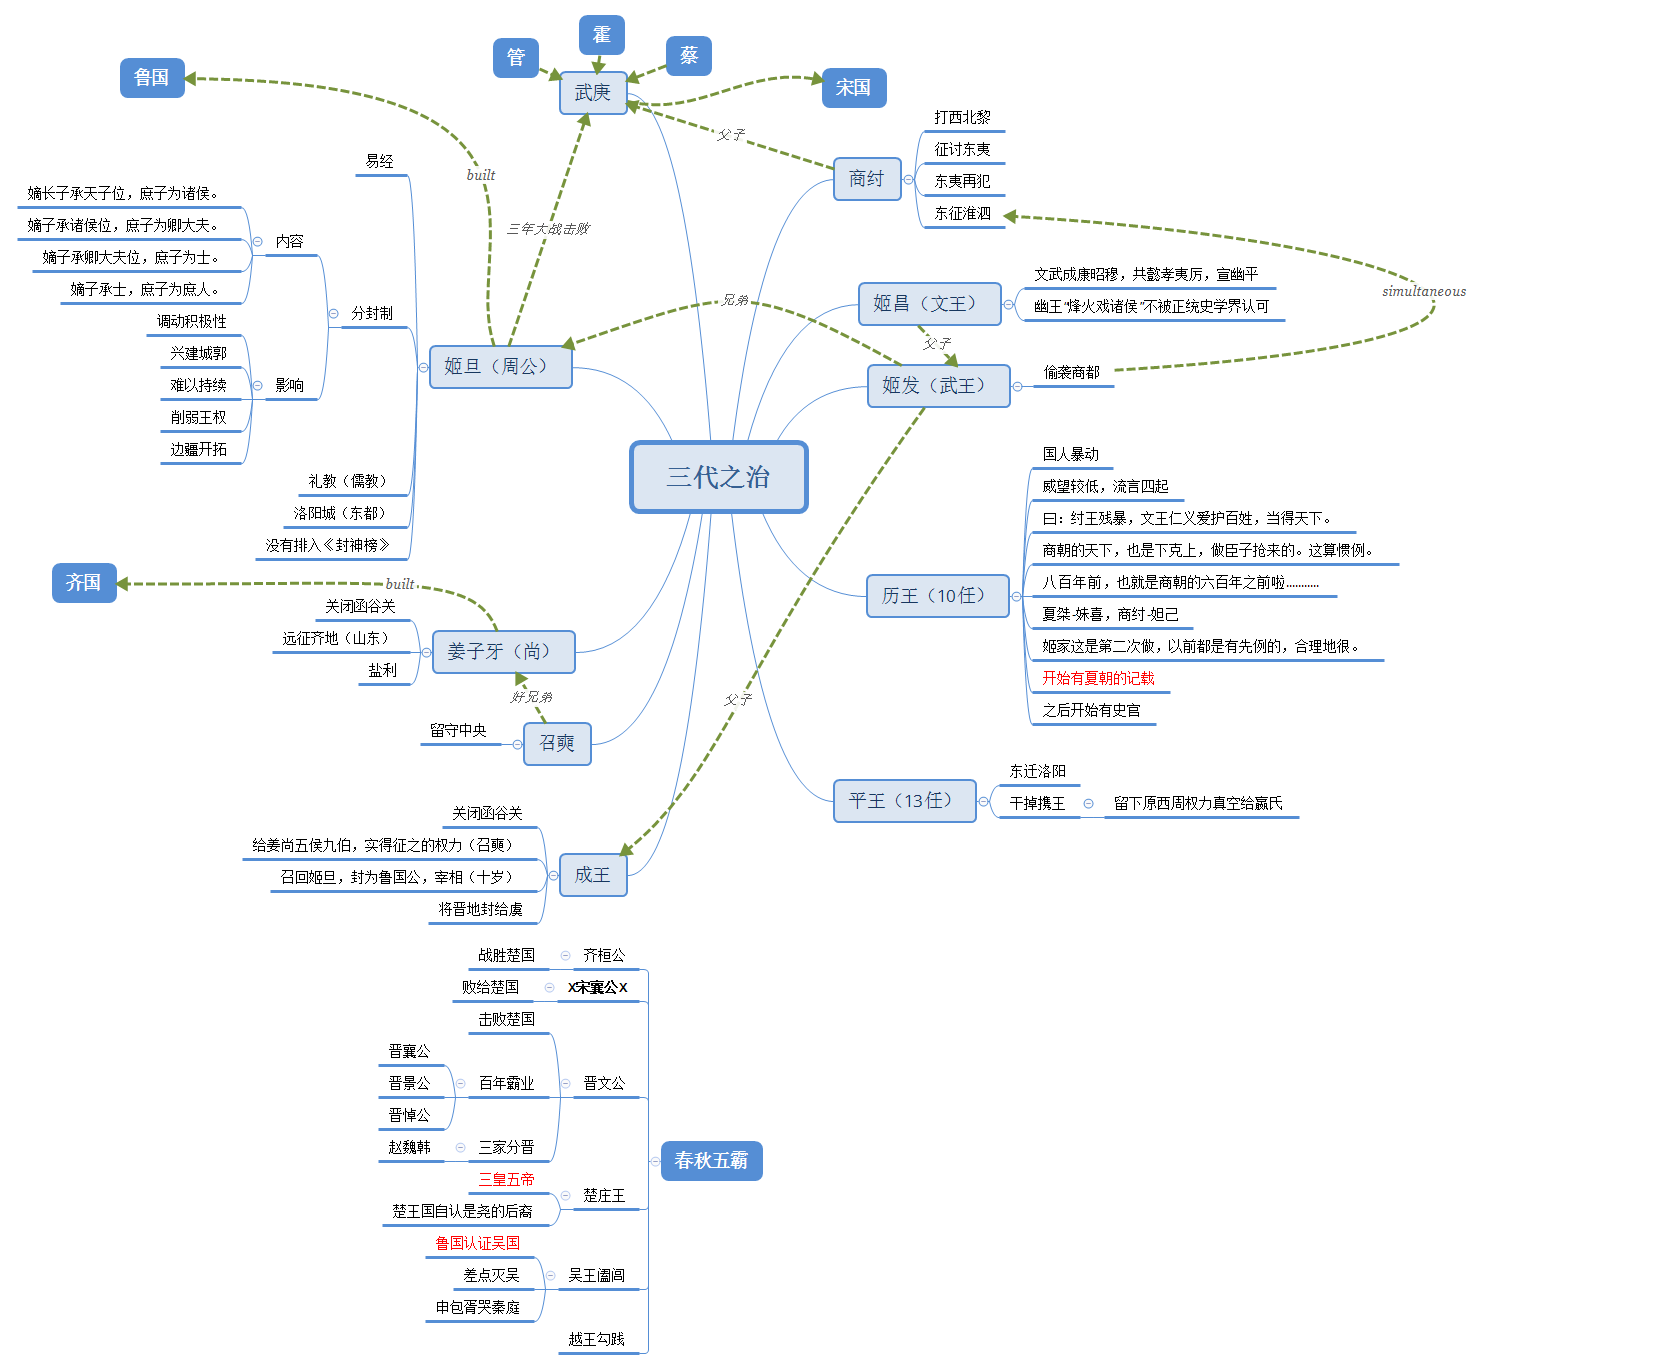 管
霍
蔡
武庚
鲁国
宋国
父子
商纣
打西北黎
征讨东夷
东夷再犯
东征淮泗
built
三年大战击败
易经
嫡长子承天子位，庶子为诸侯。
嫡子承诸侯位，庶子为卿大夫。
嫡子承卿大夫位，庶子为士。
嫡子承士，庶子为庶人。
内容
分封制
调动积极性
兴建城郭
难以持续
削弱王权
边疆开拓
影响
姬旦（周公）
礼教（儒教）
洛阳城（东都）
没有排入《封神榜》
兄弟
姬昌（文王）
文武成康昭穆，共懿孝夷厉，宣幽平
幽王“烽火戏诸侯”不被正统史学界认可
simultaneous
父子
姬发（武王）
偷袭商都
三代之治
国人暴动
威望较低，流言四起
曰：纣王残暴，文王仁义爱护百姓，当得天下。
商朝的天下，也是下克上，做臣子抢来的。这算惯例。
八百年前，也就是商朝的六百年之前啦...........
夏桀-妹喜，商纣-妲己
姬家这是第二次做，以前都是有先例的，合理地很。
开始有夏朝的记载
之后开始有史官
历王（10任）
齐国
built
关闭函谷关
远征齐地（山东）
盐利
姜子牙（尚）
好兄弟
留守中央
召奭
父子
平王（13任）
东迁洛阳
干掉携王
留下原西周权力真空给嬴氏
关闭函谷关
给姜尚五侯九伯，实得征之的权力（召奭）
召回姬旦，封为鲁国公，宰相（十岁）
将晋地封给虞
成王
战胜楚国
齐桓公
败给楚国
X宋襄公X
击败楚国
晋襄公
晋景公
晋悼公
百年霸业
晋文公
赵魏韩
三家分晋
春秋五霸
三皇五帝
楚王国自认是尧的后裔
楚庄王
鲁国认证吴国
差点灭吴
申包胥哭秦庭
吴王阖闾
越王勾践